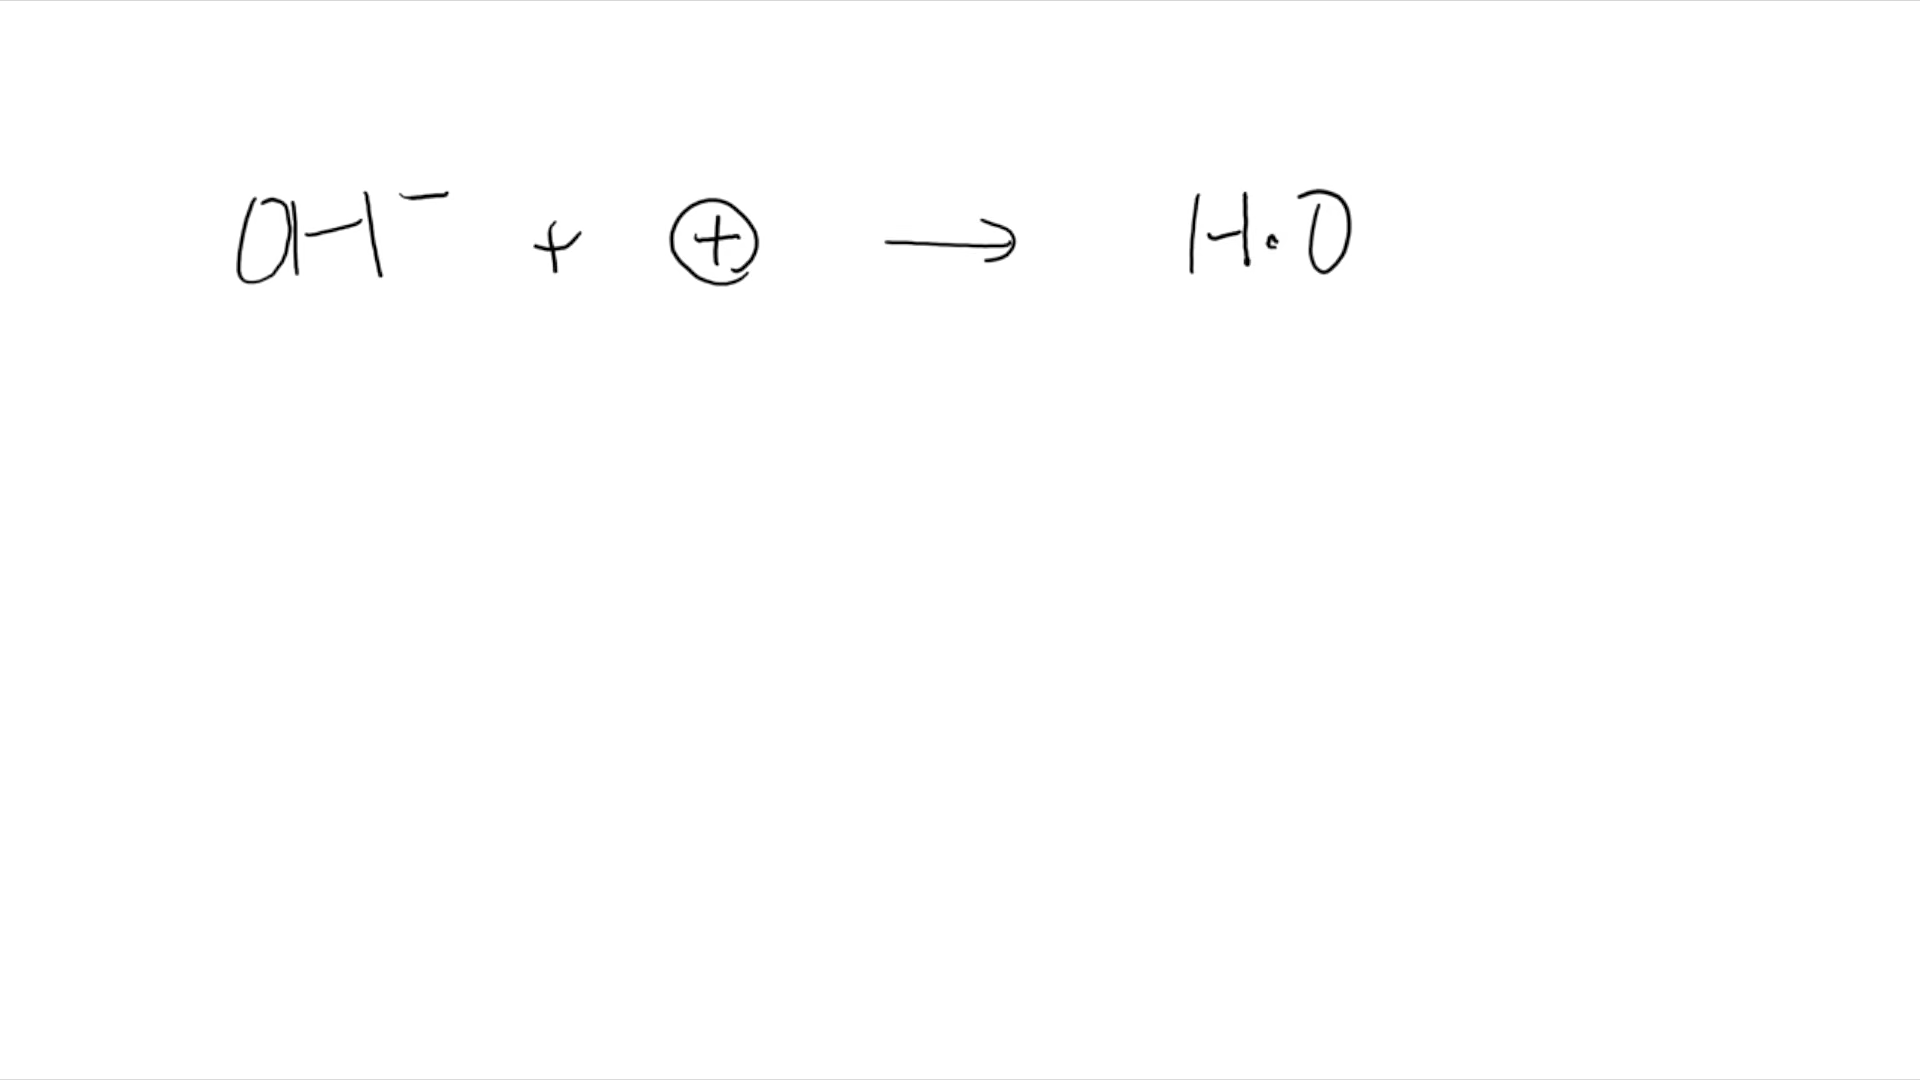 OH⁻ + ⊕ → H·O